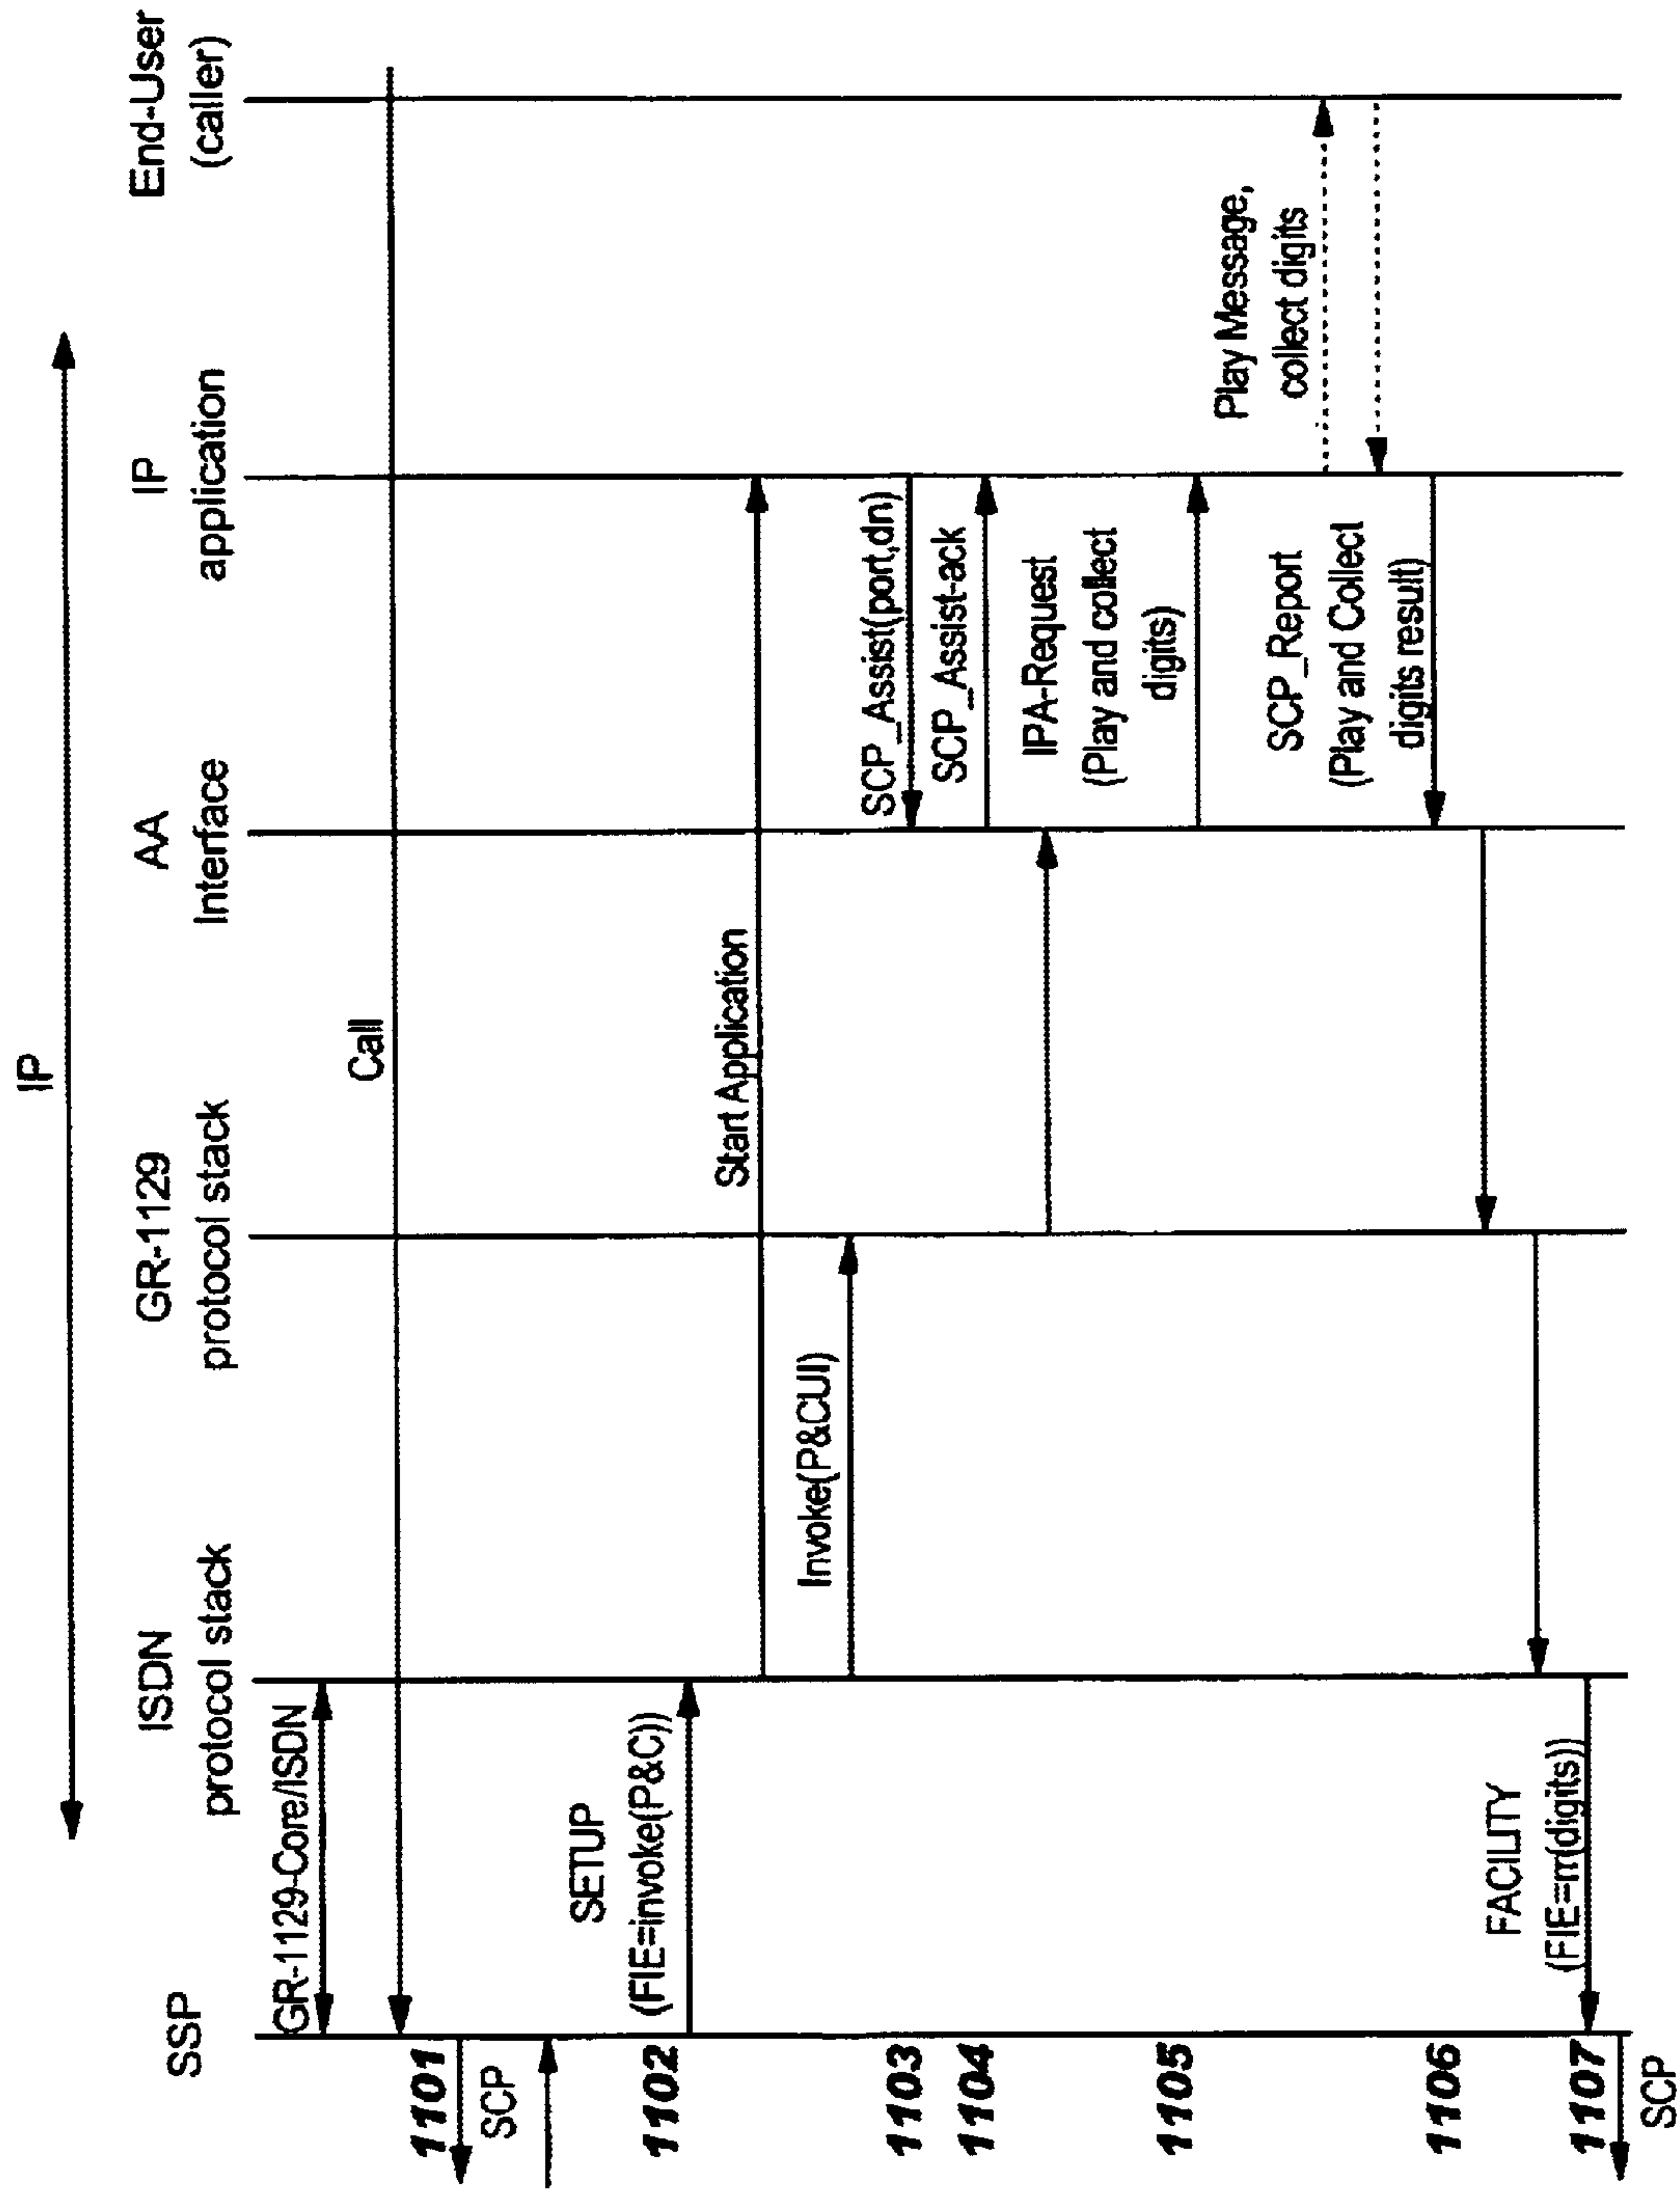 IP
SSP
ISDN
protocol stack
GR-1129
protocol stack
AA
Interface
IP
application
End-User
(caller)
GR-1129-Core/ISDN
Call
1101
SCP
SETUP
(FIE=invoke(P&C))
1102
Start Application
Invoke(P&CUI)
1103
SCP_Assist(port,dn)
1104
SCP_Assist-ack
IPA-Request
(Play and collect
digits)
1105
Play Message,
collect digits
SCP_Report
(Play and Collect
digits result)
1106
FACILITY
(FIE=rr(digits))
1107
SCP